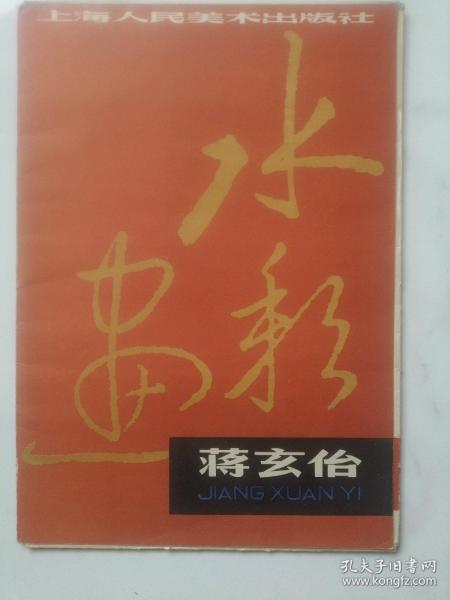 上海人民美术出版社
水彩
画
蒋玄佁
JIANG XUAN YI
孔夫子旧书网
www.kongfz.com